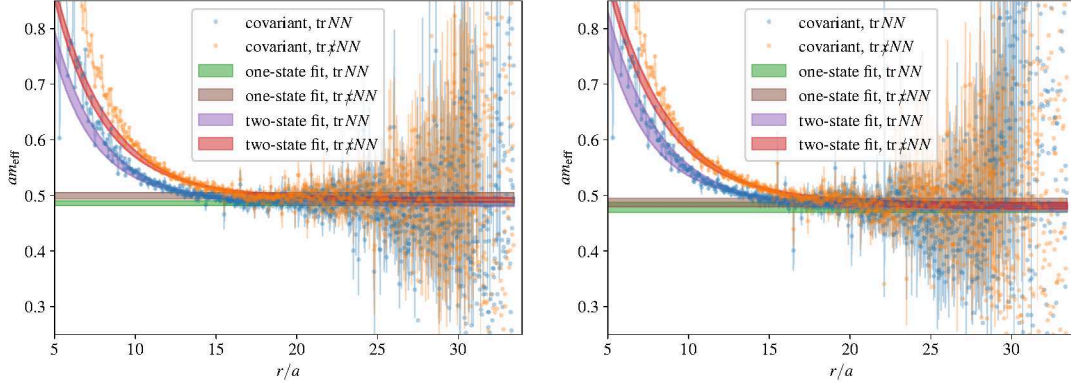 covariant, tr NN
covariant, tr x̸NN
one-state fit, tr NN
one-state fit, tr x̸NN
two-state fit, tr NN
two-state fit, tr x̸NN
0.8
0.7
0.6
0.5
0.4
0.3
am_eff
5 10 15 20 25 30
r/a
covariant, tr NN
covariant, tr x̸NN
one-state fit, tr NN
one-state fit, tr x̸NN
two-state fit, tr NN
two-state fit, tr x̸NN
0.8
0.7
0.6
0.5
0.4
0.3
am_eff
5 10 15 20 25 30
r/a